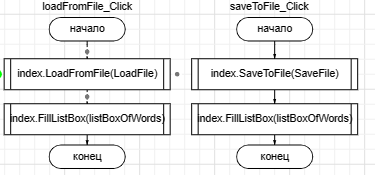 loadFromFile_Click
начало
index.LoadFromFile(LoadFile)
index.FillListBox(listBoxOfWords)
конец
saveToFile_Click
начало
index.SaveToFile(SaveFile)
index.FillListBox(listBoxOfWords)
конец